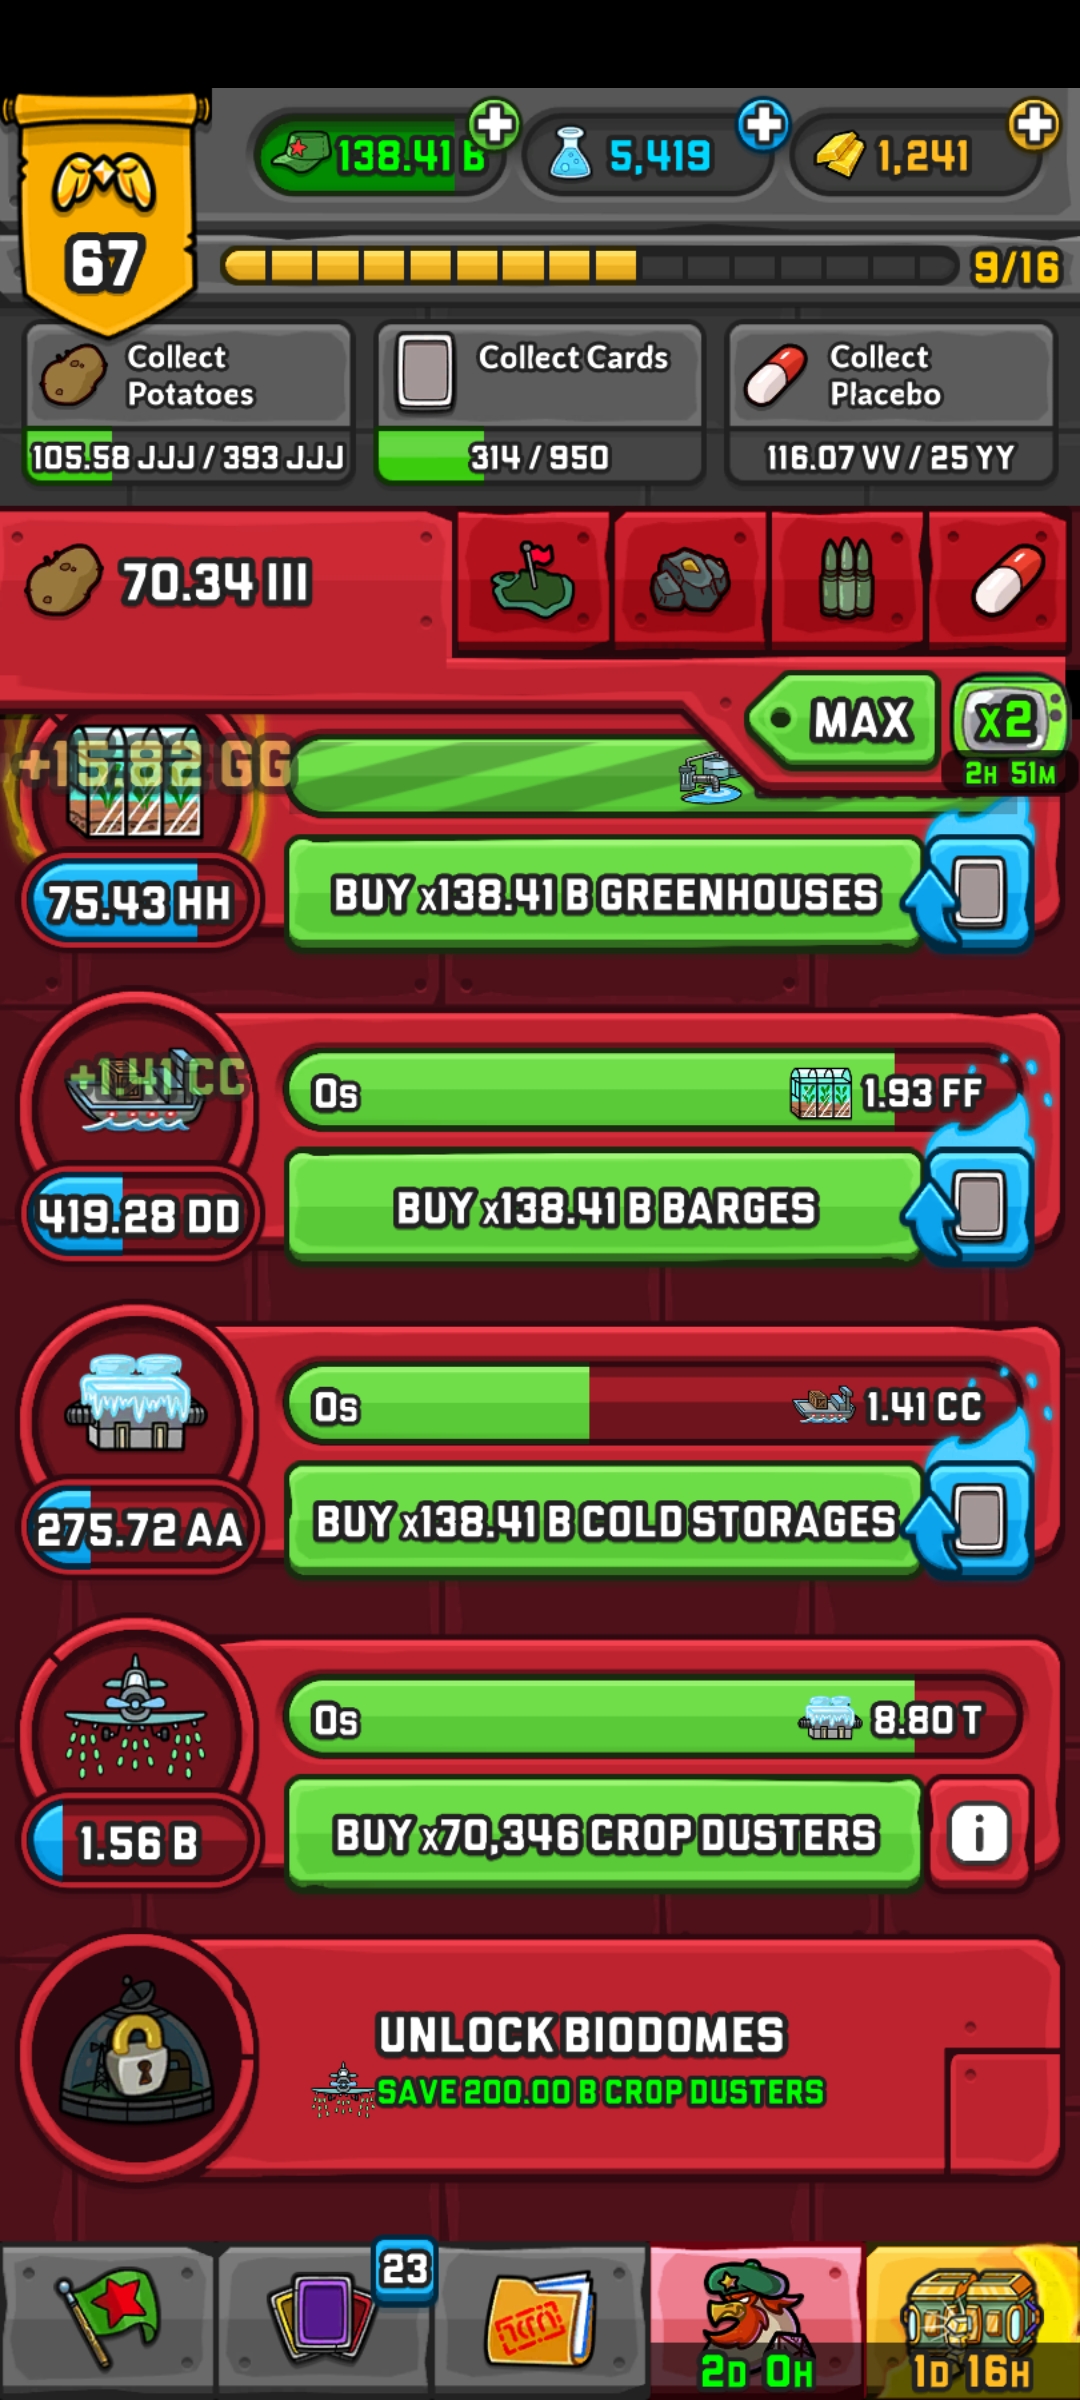 138.41 B
5,419
1,241
67
9/16
Collect Potatoes
105.58 JJJ / 393 JJJ
Collect Cards
314 / 950
Collect Placebo
116.07 VV / 25 YY
70.34 III
MAX
x2
2H 51M
+15.82 GG
75.43 HH
BUY x138.41 B GREENHOUSES
+1.41 CC
0s
1.93 FF
419.28 DD
BUY x138.41 B BARGES
0s
1.41 CC
275.72 AA
BUY x138.41 B COLD STORAGES
0s
8.80 T
1.56 B
BUY x70,346 CROP DUSTERS
i
UNLOCK BIODOMES
SAVE 200.00 B CROP DUSTERS
23
2D 0H
1D 16H